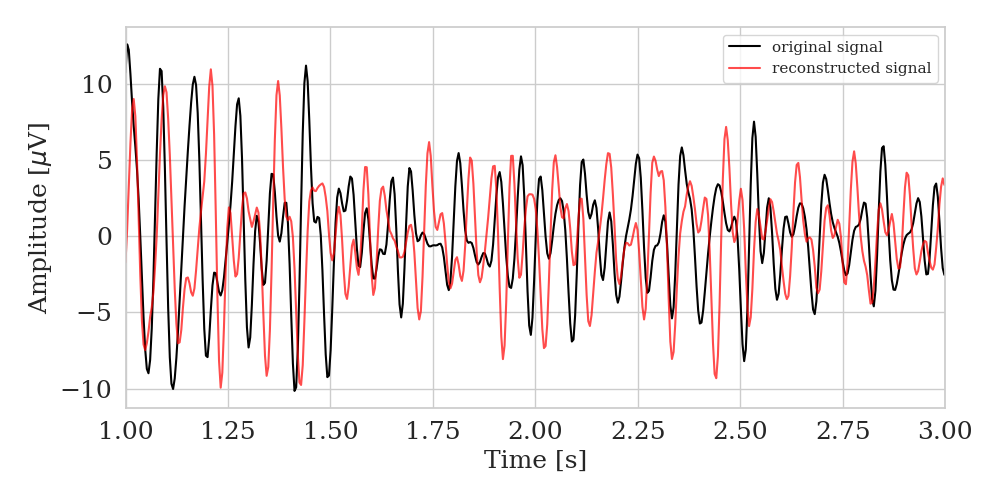 original signal
reconstructed signal
Amplitude [μV]
10
5
0
−5
−10
1.00 1.25 1.50 1.75 2.00 2.25 2.50 2.75 3.00
Time [s]